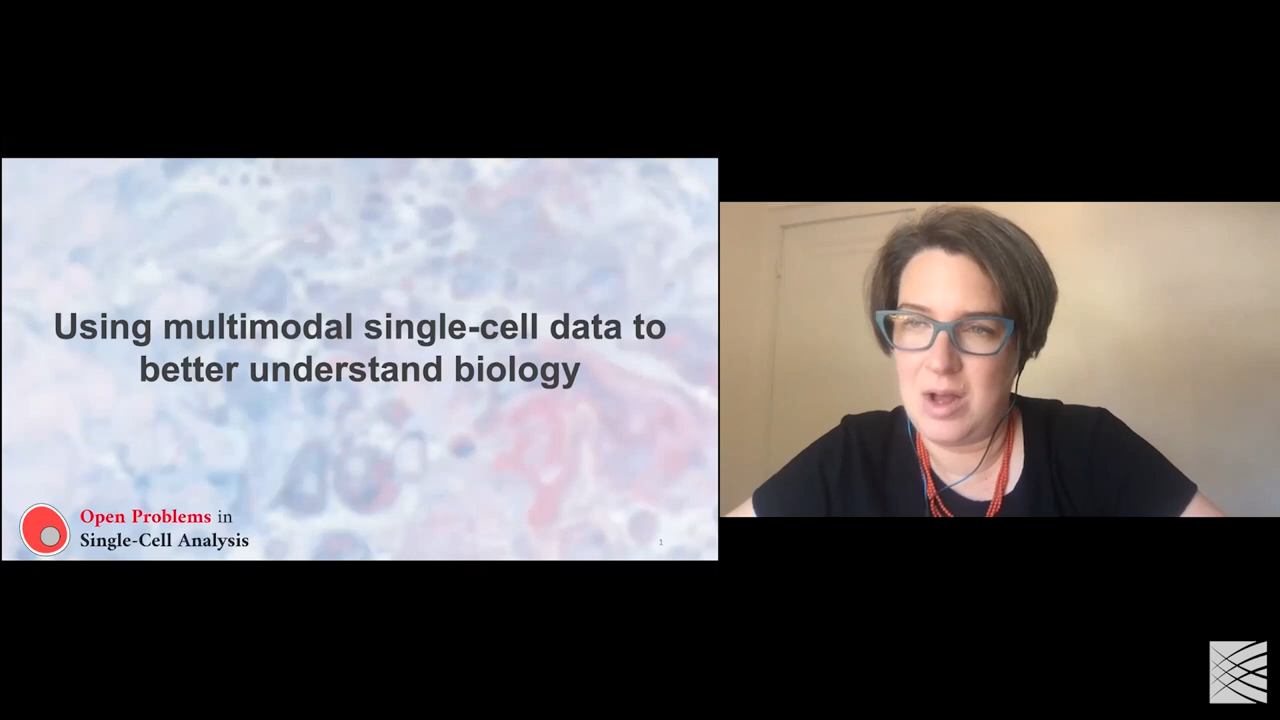 Using multimodal single-cell data to
better understand biology
Open Problems in
Single-Cell Analysis
1